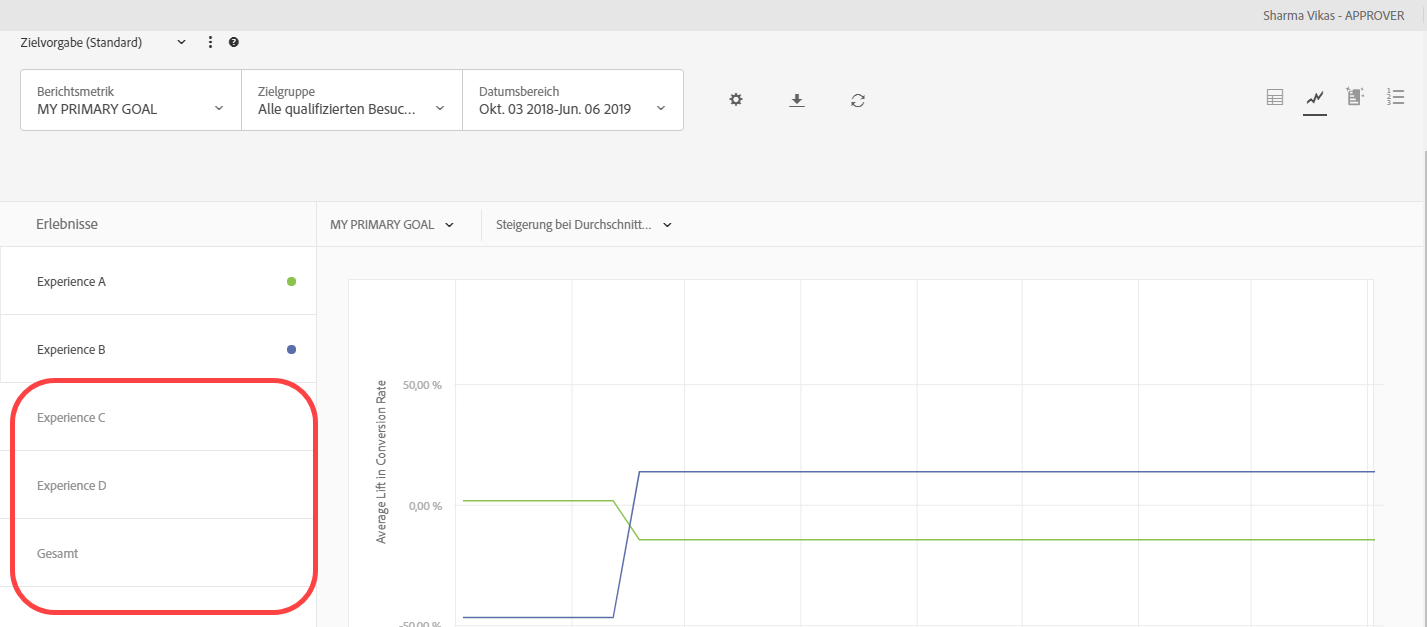 Sharma Vikas - APPROVER
Zielvorgabe (Standard)
Berichtsmetrik
MY PRIMARY GOAL
Zielgruppe
Alle qualifizierten Besuc...
Datumsbereich
Okt. 03 2018-Jun. 06 2019
Erlebnisse
MY PRIMARY GOAL
Steigerung bei Durchschnitt...
Experience A
Experience B
Experience C
Experience D
Gesamt
Average Lift in Conversion Rate
50,00 %
0,00 %
-50,00 %